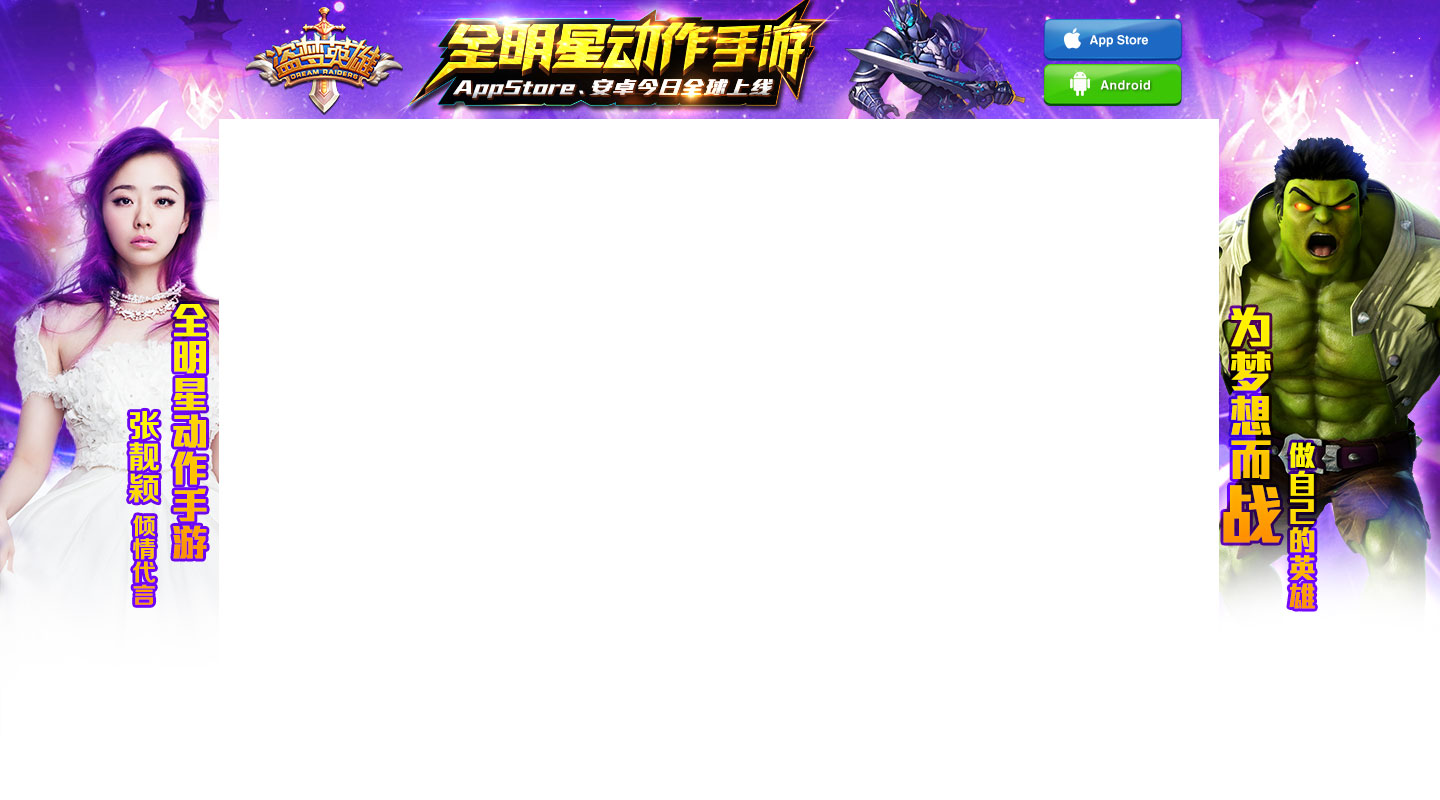 盗梦英雄
DREAM RAIDERS
全明星动作手游
AppStore、安卓今日全球上线
App Store
Android
全明星动作手游
张靓颖 倾情代言
为梦想而战
做自己的英雄